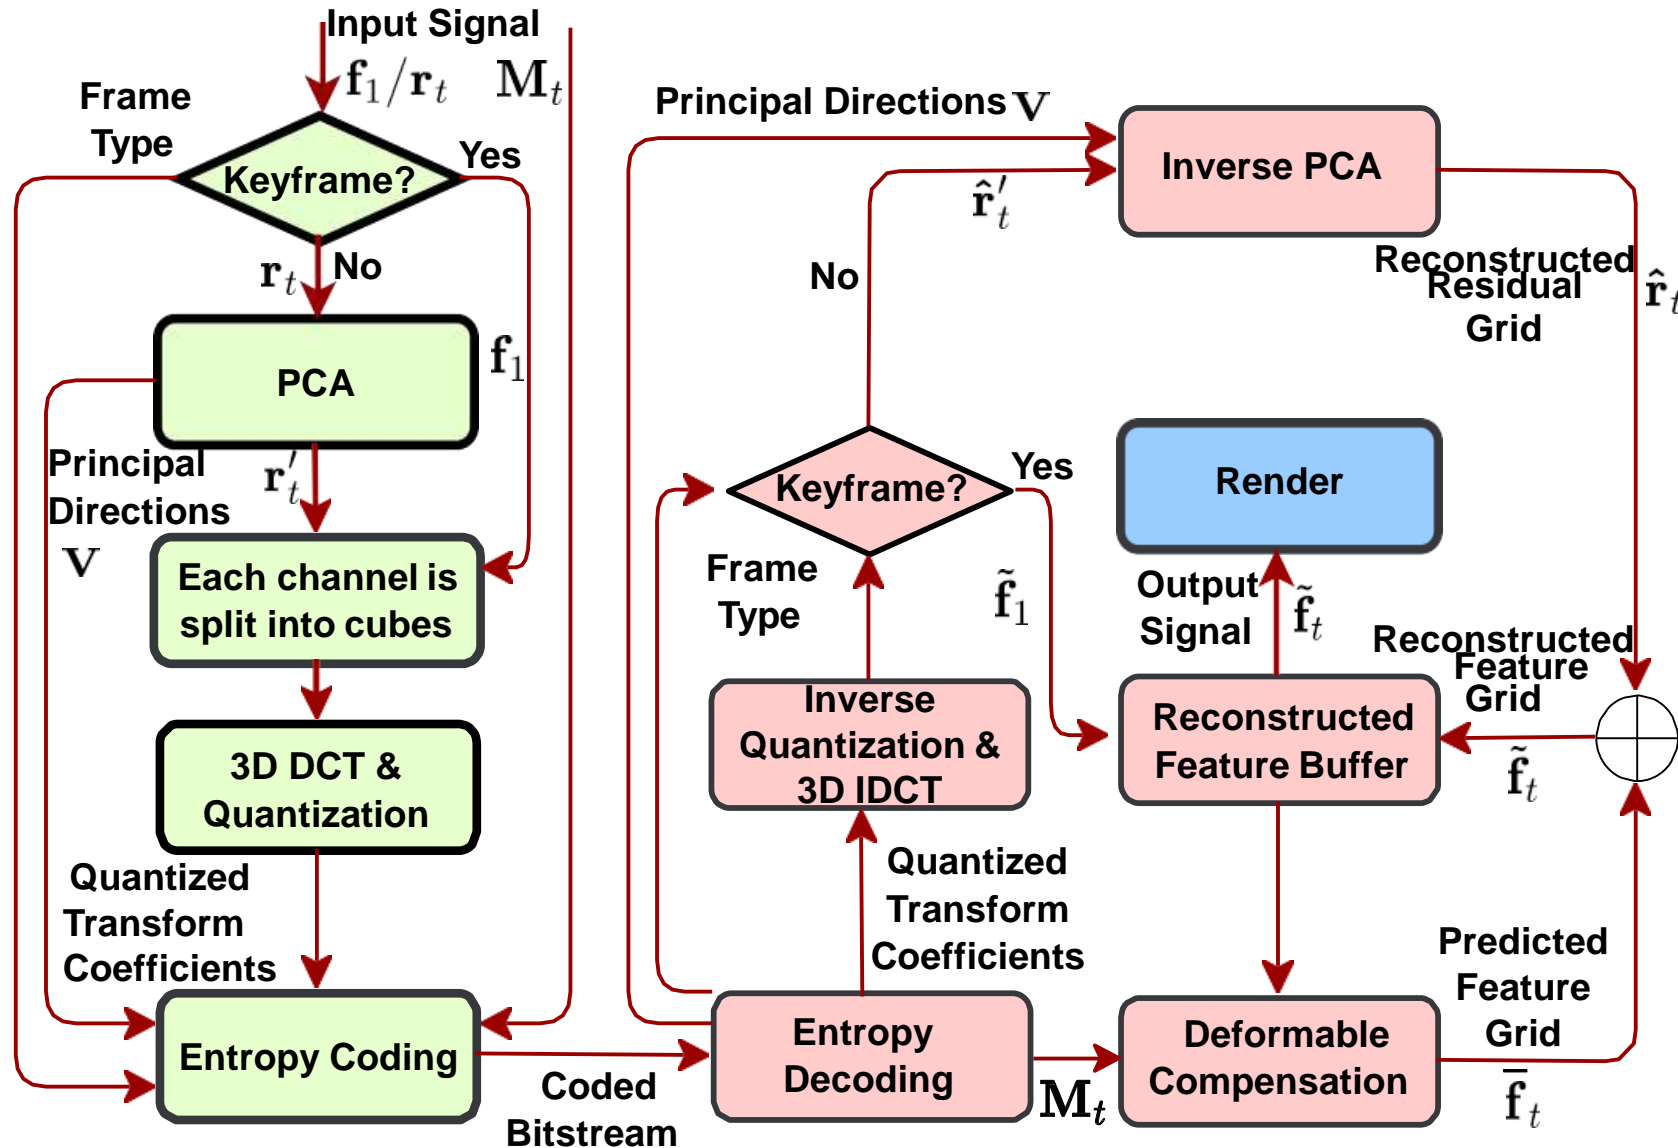 Input Signal
f₁/rₜ
Mₜ
Frame
Type
Keyframe?
Yes
No
rₜ
PCA
f₁
Principal
Directions
V
r′ₜ
Each channel is
split into cubes
3D DCT &
Quantization
Quantized
Transform
Coefficients
Entropy Coding
Coded
Bitstream
Principal Directions V
Inverse PCA
r̂′ₜ
No
Reconstructed
Residual
Grid
r̂ₜ
Keyframe?
Yes
Render
Frame
Type
f̃₁
Output
Signal
f̃ₜ
Reconstructed
Feature
Grid
f̃ₜ
Inverse
Quantization &
3D IDCT
Reconstructed
Feature Buffer
Quantized
Transform
Coefficients
Predicted
Feature
Grid
f̄ₜ
Entropy
Decoding
Mₜ
Deformable
Compensation